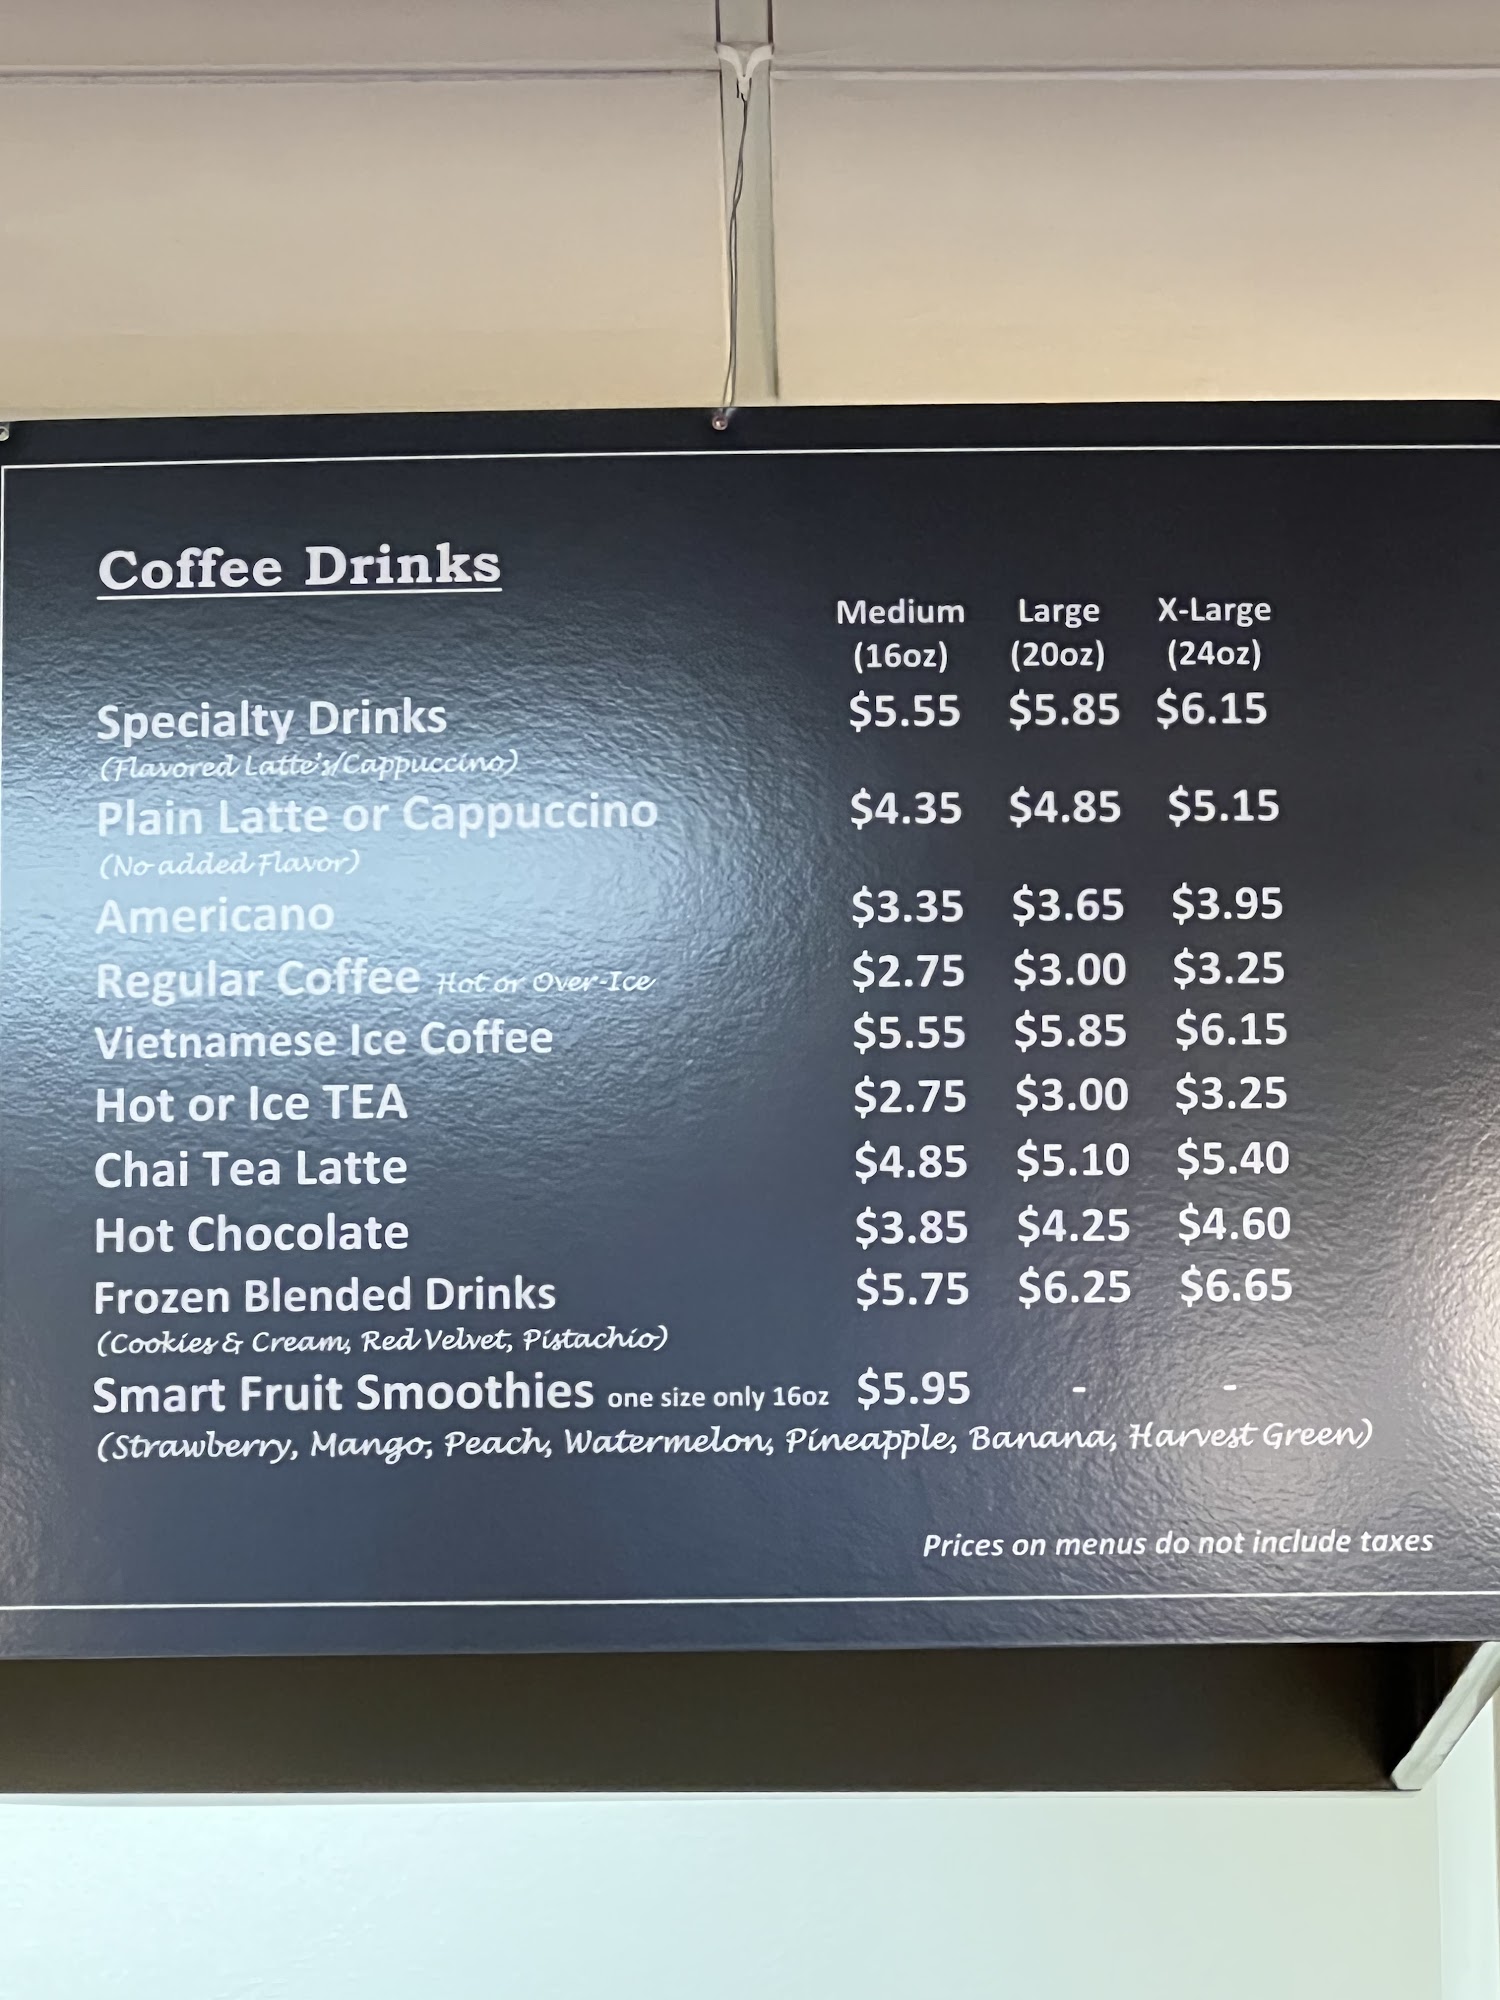 Coffee Drinks
Medium Large X-Large
(16oz) (20oz) (24oz)
Specialty Drinks $5.55 $5.85 $6.15
(Flavored Latte's/Cappuccino)
Plain Latte or Cappuccino $4.35 $4.85 $5.15
(No added Flavor)
Americano $3.35 $3.65 $3.95
Regular Coffee Hot or Over-Ice $2.75 $3.00 $3.25
Vietnamese Ice Coffee $5.55 $5.85 $6.15
Hot or Ice TEA $2.75 $3.00 $3.25
Chai Tea Latte $4.85 $5.10 $5.40
Hot Chocolate $3.85 $4.25 $4.60
Frozen Blended Drinks $5.75 $6.25 $6.65
(Cookies & Cream, Red Velvet, Pistachio)
Smart Fruit Smoothies one size only 16oz $5.95 - -
(Strawberry, Mango, Peach, Watermelon, Pineapple, Banana, Harvest Green)
Prices on menus do not include taxes